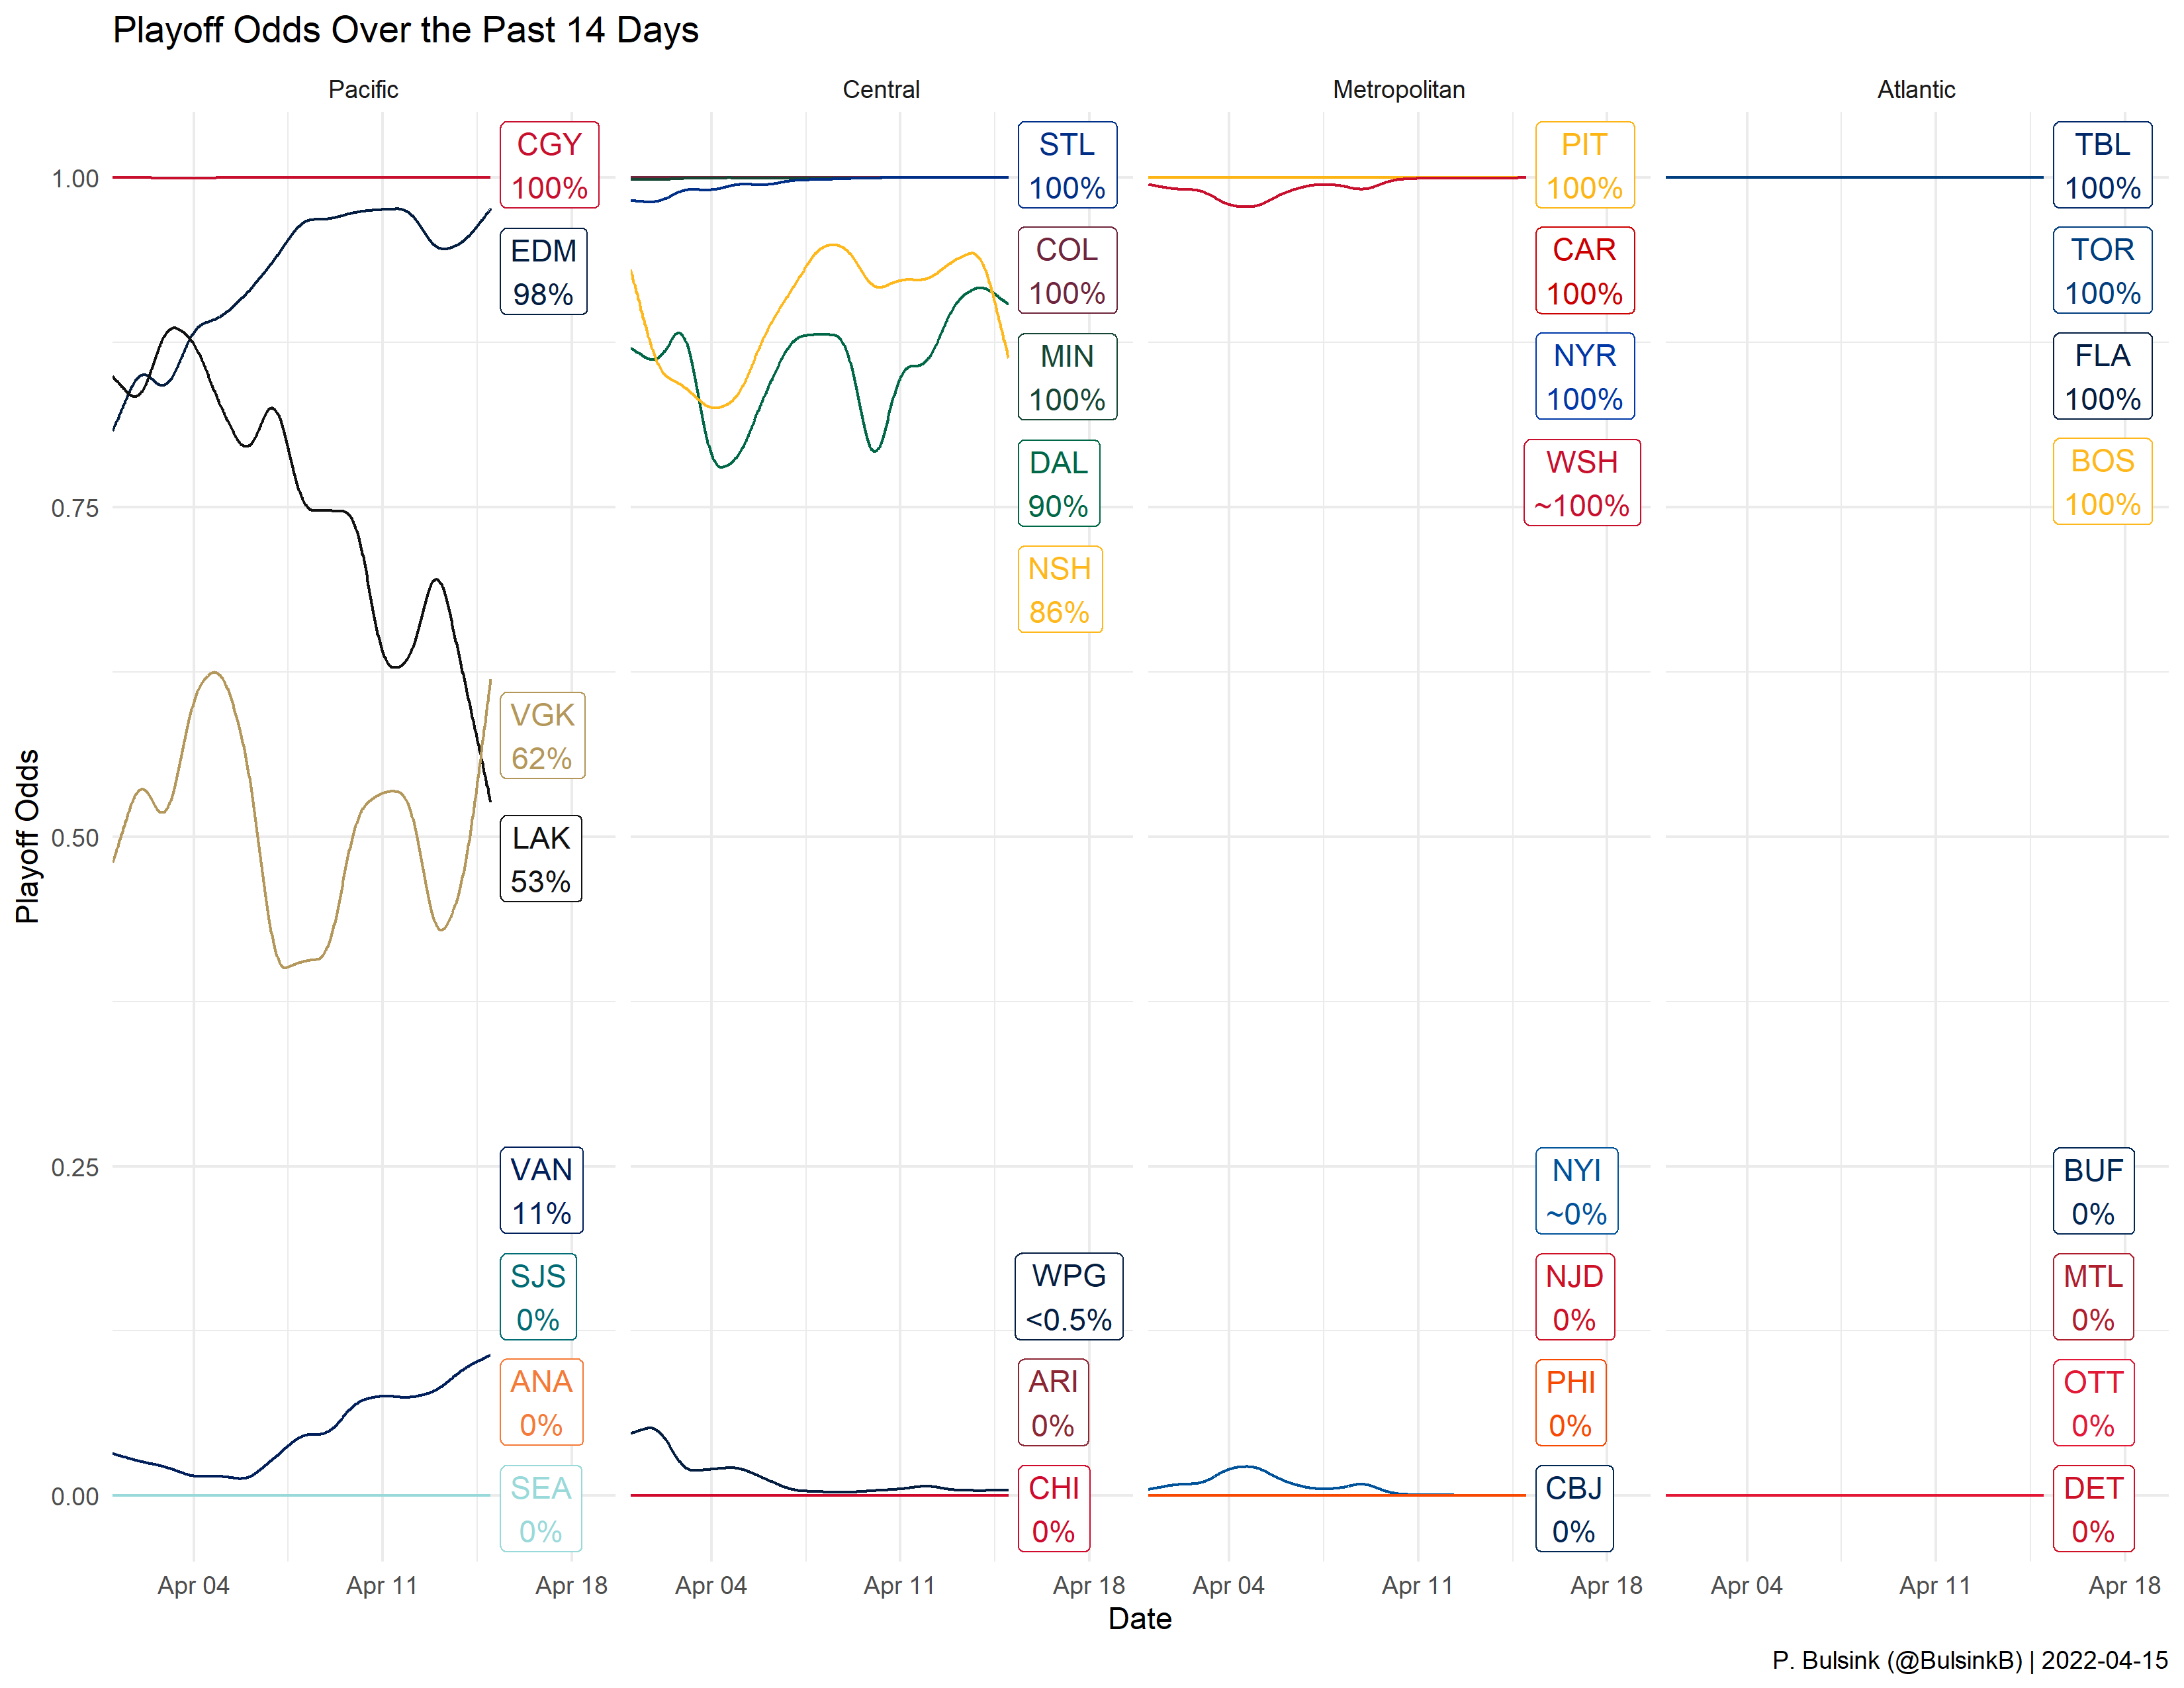 Playoff Odds Over the Past 14 Days
Pacific
Central
Metropolitan
Atlantic
Playoff Odds
1.00
0.75
0.50
0.25
0.00
CGY
100%
EDM
98%
VGK
62%
LAK
53%
VAN
11%
SJS
0%
ANA
0%
SEA
0%
STL
100%
COL
100%
MIN
100%
DAL
90%
NSH
86%
WPG
<0.5%
ARI
0%
CHI
0%
PIT
100%
CAR
100%
NYR
100%
WSH
~100%
NYI
~0%
NJD
0%
PHI
0%
CBJ
0%
TBL
100%
TOR
100%
FLA
100%
BOS
100%
BUF
0%
MTL
0%
OTT
0%
DET
0%
Apr 04
Apr 11
Apr 18
Apr 04
Apr 11
Apr 18
Apr 04
Apr 11
Apr 18
Apr 04
Apr 11
Apr 18
Date
P. Bulsink (@BulsinkB) | 2022-04-15